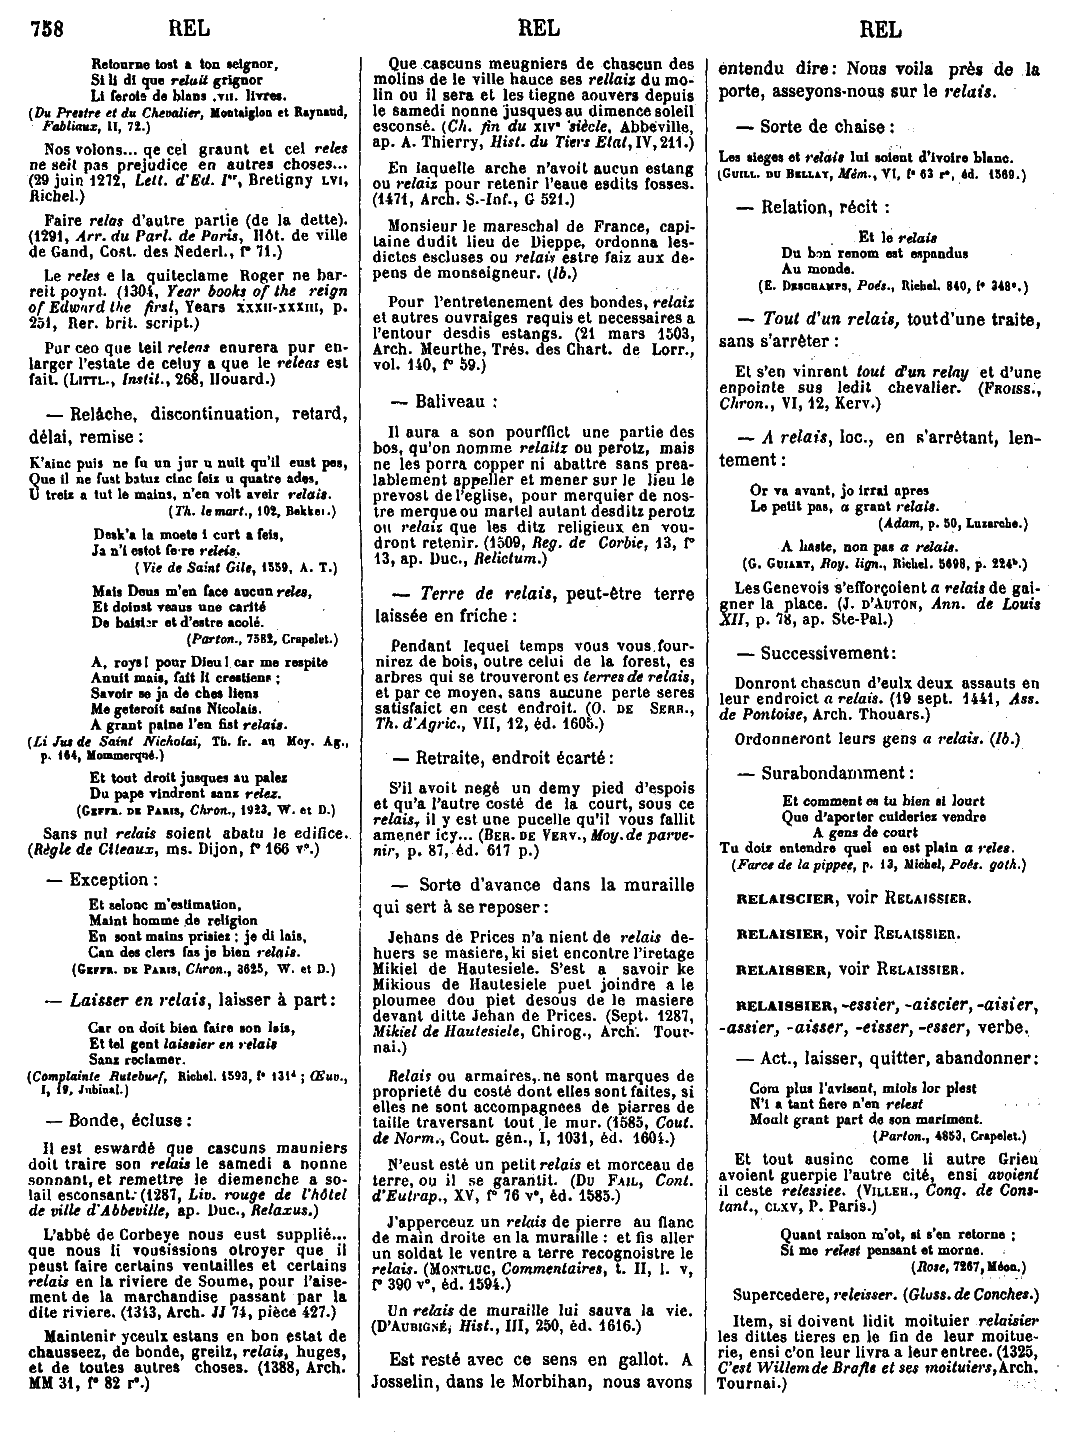 758 REL REL REL
Retourne tost a ton seignor,
Si li di que reluit grignor
Li ferois de blans .VII. livres.
(Du Prestre et du Chevalier, Montaiglon et Raynaud,
Fabliaux, II, 72.)
Nos volons... qe cel graunt et cel reles
ne seit pas prejudice en autres choses...
(29 juin 1272, Lett. d'Ed. Ier, Bretigny LVI,
Richel.)
Faire relas d'autre partie (de la dette).
(1291, Arr. du Parl. de Paris, Hôt. de ville
de Gand, Cost. des Nederl., f° 71.)
Le reles e la quiteclame Roger ne bar-
reit poynt. (1304, Year books of the reign
of Edward the first, Years XXXII-XXXIII, p.
251, Rer. brit. script.)
Pur ceo que teil relens enurera pur en-
larger l'estate de celuy a que le releas est
fait. (LITTL., Instit., 268, Houard.)
— Relâche, discontinuation, retard,
délai, remise :
K'ainc puis ne fu un jur u nuit qu'il eust pes,
Que il ne fust batuz cinc feiz u quatre ades,
U treiz a tut le mains, n'en volt aveir relais.
(Th. le mart., 102, Bekker.)
Desk'a la moete i curt a feis,
Ja n'i estot fere releis.
(Vie de Saint Gile, 1559, A. T.)
Mais Deus m'en face aucun reles,
Et doinst veaus une carité
De baisier et d'estre acolé.
(Parton., 7582, Crapelet.)
A, roys ! pour Dieu ! car me respite
Anuit mais, fait li crestiens ;
Savoir se ja de ches liens
Me geteroit sains Nicolais.
A grant paine l'en fist relais.
(Li Jus de Saint Nicholai, Th. fr. au Moy. Ag.,
p. 164, Mommerqué.)
Et tout droit jusques au palez
Du pape vindrent sanz relez.
(GEFFR. DE PARIS, Chron., 1923, W. et D.)
Sans nul relais soient abatu le edifice.
(Règle de Citeaux, ms. Dijon, f° 166 v°.)
— Exception :
Et selonc m'estimation,
Maint homme de religion
En sont mains prisiez ; je di lais,
Can des clers fas je bien relais.
(GEFFR. DE PARIS, Chron., 3625, W. et D.)
— Laisser en relais, laisser à part :
Car on doit bien faire son lais,
Et tel gent laissier en relais
Sanz reclamer.
(Complainte Rutebuef, Richel. 1593, f° 131d ; Œuv.,
I, 19, Jubinal.)
— Bonde, écluse :
Il est eswardé que cascuns mauniers
doit traire son relais le samedi a nonne
sonnant, et remettre le diemenche a so-
lail esconsant. (1287, Liv. rouge de l'hôtel
de ville d'Abbeville, ap. Duc., Relaxus.)
L'abbé de Corbeye nous eust supplié...
que nous li vousissions otroyer que il
peust faire certains ventailles et certains
relais en la riviere de Soume, pour l'aise-
ment de la marchandise passant par la
dite riviere. (1313, Arch. JJ 74, pièce 427.)
Maintenir yceulx estans en bon estat de
chausseez, de bonde, greilz, relais, huges,
et de toutes autres choses. (1388, Arch.
MM 31, f° 82 r°.)
Que cascuns meugniers de chascun des
molins de le ville hauce ses rellais du mo-
lin ou il sera et les tiegne aouvers depuis
le samedi nonne jusques au dimence soleil
esconsé. (Ch. fin du XIVe siècle, Abbeville,
ap. A. Thierry, Hist. du Tiers Etat, IV, 211.)
En laquelle arche n'avoit aucun estang
ou relaiz pour retenir l'eaue esdits fosses.
(1471, Arch. S.-Inf., G 521.)
Monsieur le mareschal de France, capi-
taine dudit lieu de Dieppe, ordonna les-
dictes escluses ou relais estre faiz aux de-
pens de monseigneur. (Ib.)
Pour l'entretenement des bondes, relaiz
et autres ouvraiges requis et necessaires a
l'entour desdis estangs. (21 mars 1503,
Arch. Meurthe, Trés. des Chart. de Lorr.,
vol. 140, f° 59.)
— Baliveau :
Il aura a son pourffict une partie des
bos, qu'on nomme relaitz ou perotz, mais
ne les porra copper ni abattre sans prea-
lablement appeller et mener sur le lieu le
prevost de l'eglise, pour merquier de nos-
tre merque ou martel autant desditz perotz
ou relaiz que les ditz religieux en vou-
dront retenir. (1509, Reg. de Corbie, 13, f°
13, ap. Duc., Relictum.)
— Terre de relais, peut-être terre
laissée en friche :
Pendant lequel temps vous vous four-
nirez de bois, outre celui de la forest, es
arbres qui se trouveront es terres de relais,
et par ce moyen, sans aucune perte seres
satisfaict en cest endroit. (O. DE SERR.,
Th. d'Agric., VII, 12, éd. 1605.)
— Retraite, endroit écarté :
S'il avoit negé un demy pied d'espois
et qu'a l'autre costé de la court, sous ce
relais, il y est une pucelle qu'il vous fallit
amener icy... (BER. DE VERV., Moy. de parve-
nir, p. 87, éd. 617 p.)
— Sorte d'avance dans la muraille
qui sert à se reposer :
Jehans de Prices n'a nient de relais de-
huers se masiere, ki siet encontre l'iretage
Mikiel de Hautesiele. S'est a savoir ke
Mikious de Hautesiele puet joindre a le
ploumee dou piet desous de le masiere
devant ditte Jehan de Prices. (Sept. 1287,
Mikiel de Hautesiele, Chirog., Arch. Tour-
nai.)
Relais ou armaires, ne sont marques de
proprieté du costé dont elles sont faites, si
elles ne sont accompagnees de piarres de
taille traversant tout le mur. (1585, Cout.
de Norm., Cout. gén., I, 1031, éd. 1604.)
N'eust esté un petit relais et morceau de
terre, ou il se garantit. (DU FAIL, Cont.
d'Eutrap., XV, f° 76 v°, éd. 1585.)
J'apperceuz un relais de pierre au flanc
de main droite en la muraille : et fis aller
un soldat le ventre a terre recognoistre le
relais. (MONTLUC, Commentaires, t. II, l. v,
f° 390 v°, éd. 1594.)
Un relais de muraille lui sauva la vie.
(D'AUBIGNÉ, Hist., III, 250, éd. 1616.)
Est resté avec ce sens en gallot. A
Josselin, dans le Morbihan, nous avons
entendu dire : Nous voila près de la
porte, asseyons-nous sur le relais.
— Sorte de chaise :
Les sieges et relais lui soient d'ivoire blanc.
(GUILL. DU BELLAY, Mém., VI, f° 63 r°, éd. 1569.)
— Relation, récit :
Et le relais
Du bon renom est espandus
Au monde.
(E. DESCHAMPS, Poés., Richel. 840, f° 348c.)
— Tout d'un relais, tout d'une traite,
sans s'arrêter :
Et s'en vinrent tout d'un relay et d'une
enpointe sus ledit chevalier. (FROISS.,
Chron., VI, 12, Kerv.)
— A relais, loc., en s'arrêtant, len-
tement :
Or va avant, jo irrai apres
Le petit pas, a grant relais.
(Adam, p. 50, Luzarche.)
A haste, non pas a relais.
(G. GUIART, Roy. lign., Richel. 5698, p. 224b.)
Les Genevois s'efforçoient a relais de gai-
gner la place. (J. D'AUTON, Ann. de Louis
XII, p. 78, ap. Ste-Pal.)
— Successivement :
Donront chascun d'eulx deux assauts en
leur endroict a relais. (19 sept. 1441, Ass.
de Pontoise, Arch. Thouars.)
Ordonneront leurs gens a relais. (Ib.)
— Surabondamment :
Et comment es tu bien si lourt
Que d'aporter cuideriez vendre
A gens de court
Tu doiz entendre quel en est plain a reles.
(Farce de la pippee, p. 13, Michel, Poés. goth.)
RELAISCIER, voir RELAISSIER.
RELAISIER, voir RELAISSIER.
RELAISSER, voir RELAISSIER.
RELAISSIER, -essier, -aiscier, -aisier,
-assier, -aisser, -eisser, -esser, verbe.
— Act., laisser, quitter, abandonner :
Com plus l'avisent, miols lor plest
N'i a tant fiere n'en relest
Moult grant part de son mariment.
(Parton., 4853, Crapelet.)
Et tout ausinc come li autre Grieu
avoient guerpie l'autre cité, ensi avoient
il ceste relessiee. (VILLEH., Conq. de Cons-
tant., CLXV, P. Paris.)
Quant raison m'ot, si s'en retorne ;
Si me relest pensant et morne.
(Rose, 7267, Méon.)
Supercedere, releisser. (Gluss. de Conches.)
Item, si doivent lidit moituier relaisier
les dittes tieres en le fin de leur moitue-
rie, ensi c'on leur livra a leur entree. (1325,
C'est Willem de Brafle et ses moituiers, Arch.
Tournai.)